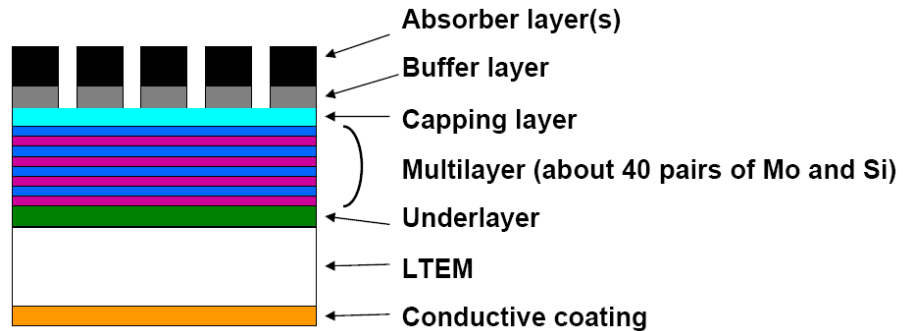 Absorber layer(s)
Buffer layer
Capping layer
Multilayer (about 40 pairs of Mo and Si)
Underlayer
LTEM
Conductive coating